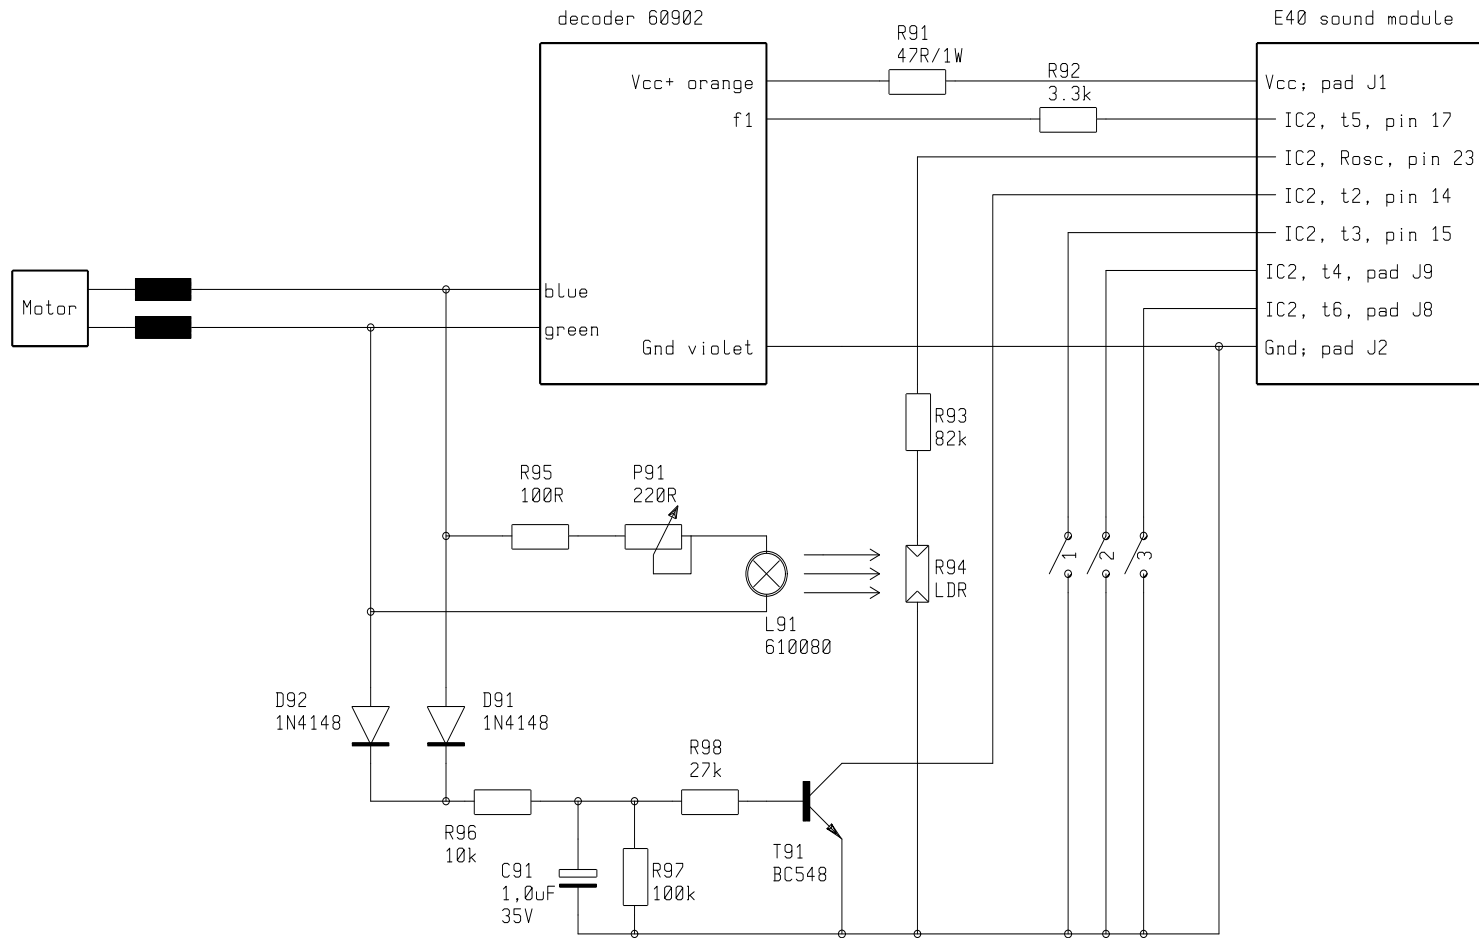 decoder 60902
E40 sound module
R91
47R/1W
R92
3.3k
Vcc+ orange
f1
Vcc; pad J1
IC2, t5, pin 17
IC2, Rosc, pin 23
IC2, t2, pin 14
IC2, t3, pin 15
IC2, t4, pad J9
IC2, t6, pad J8
Gnd; pad J2
Motor
blue
green
Gnd violet
R93
82k
R95
100R
P91
220R
1
2
3
R94
LDR
L91
610080
D92
1N4148
D91
1N4148
R98
27k
R96
10k
T91
BC548
C91
1,0uF
35V
R97
100k